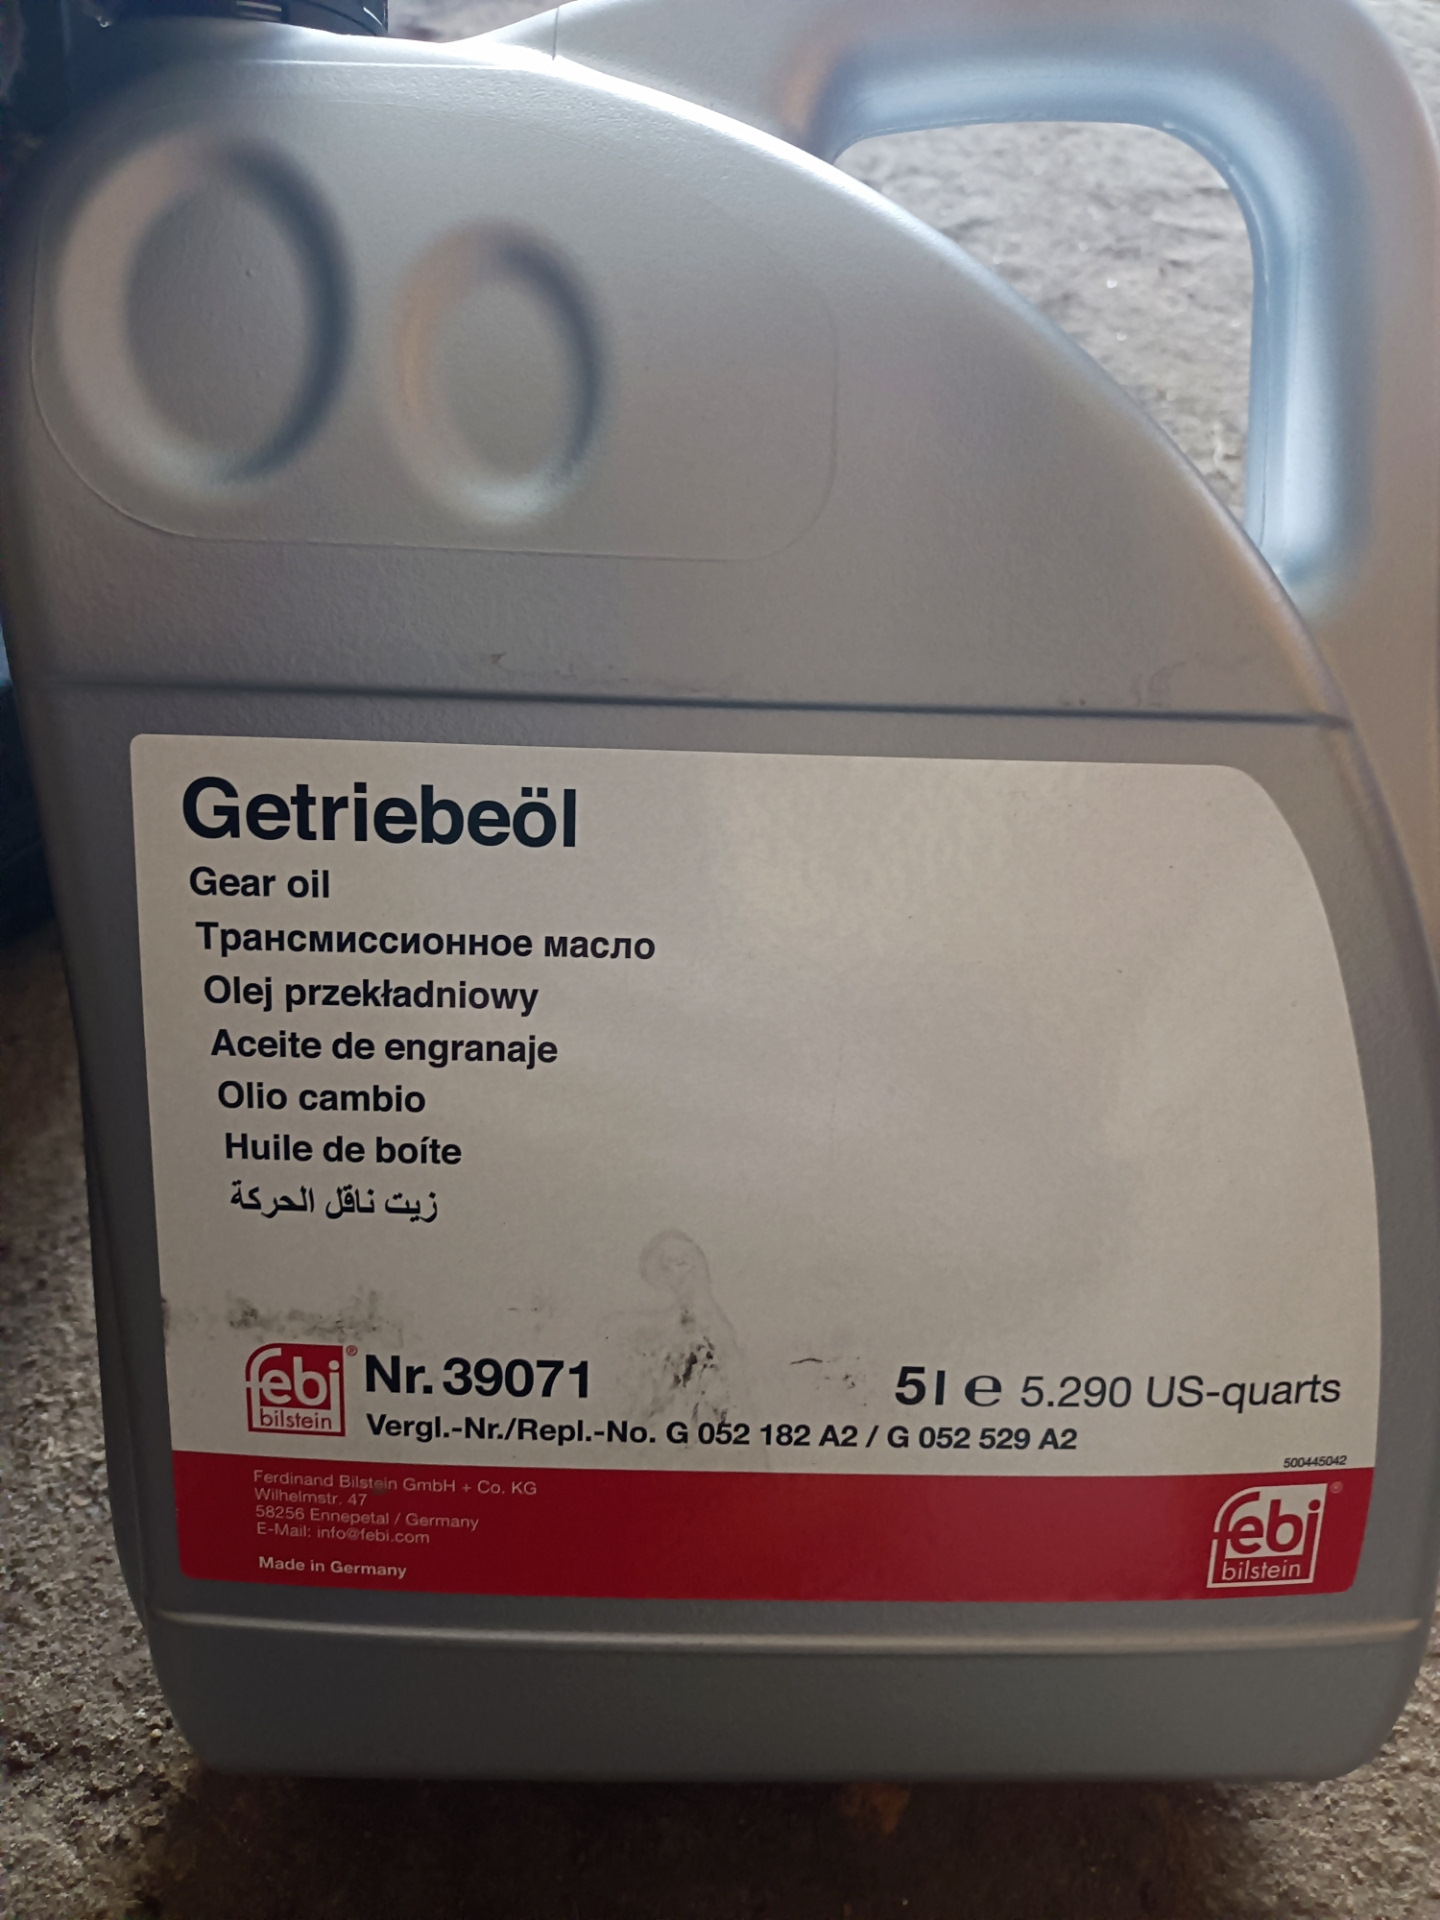 Getriebeöl
Gear oil
Трансмиссионное масло
Olej przekładniowy
Aceite de engranaje
Olio cambio
Huile de boíte
زيت ناقل الحركة
febi® Nr. 39071
bilstein
5 l e 5.290 US-quarts
Vergl.-Nr./Repl.-No. G 052 182 A2 / G 052 529 A2
500445042
Ferdinand Bilstein GmbH + Co. KG
Wilhelmstr. 47
58256 Ennepetal / Germany
E-Mail: info@febi.com
Made in Germany
febi®
bilstein